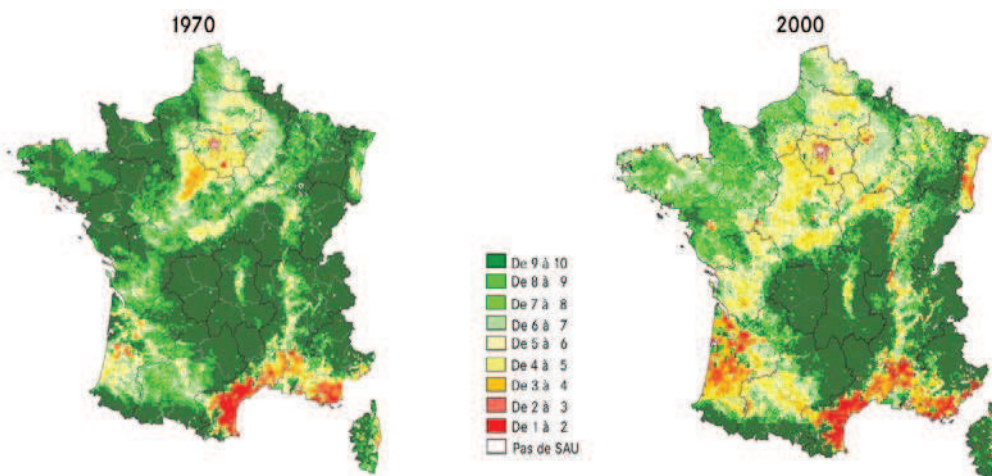 1970
2000
De 9 à 10
De 8 à 9
De 7 à 8
De 6 à 7
De 5 à 6
De 4 à 5
De 3 à 4
De 2 à 3
De 1 à 2
Pas de SAU